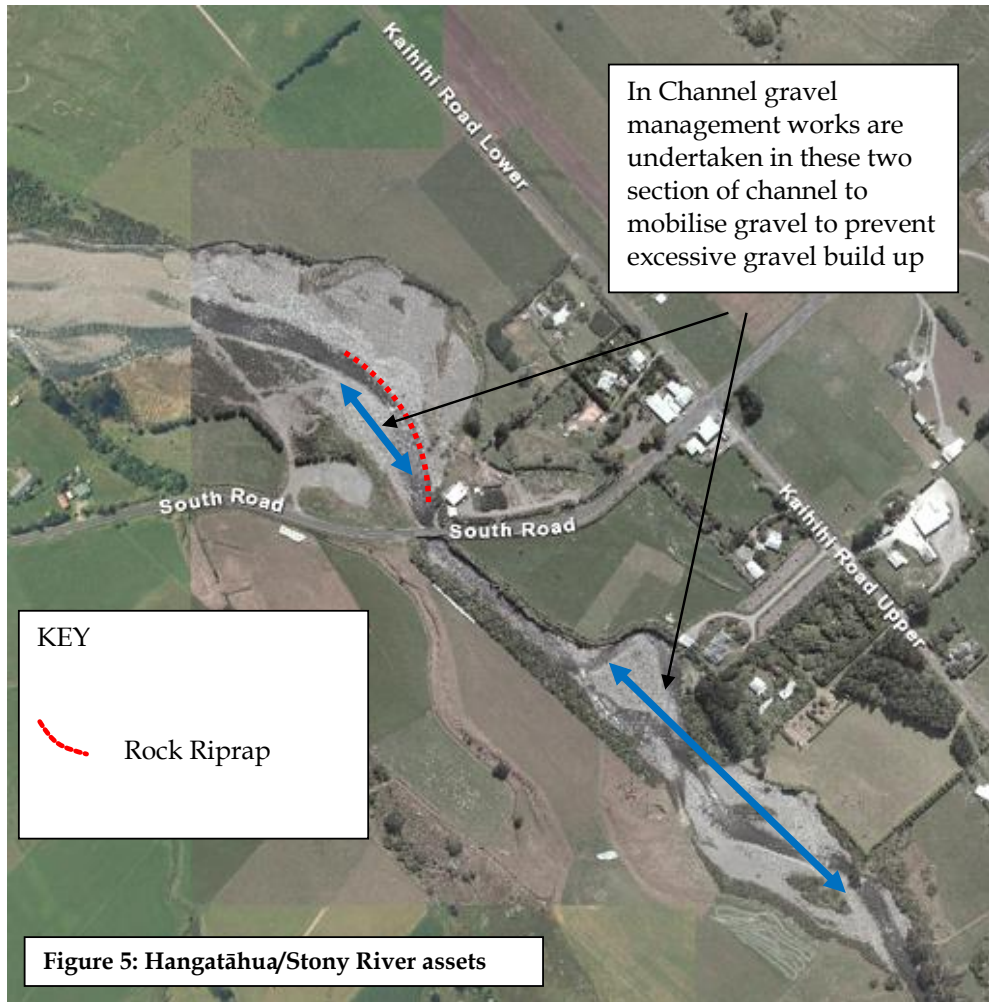 Kaihihi Road Lower
In Channel gravel
management works are
undertaken in these two
section of channel to
mobilise gravel to prevent
excessive gravel build up
South Road
South Road
Kaihihi Road Upper
KEY
Rock Riprap
Figure 5: Hangatāhua/Stony River assets